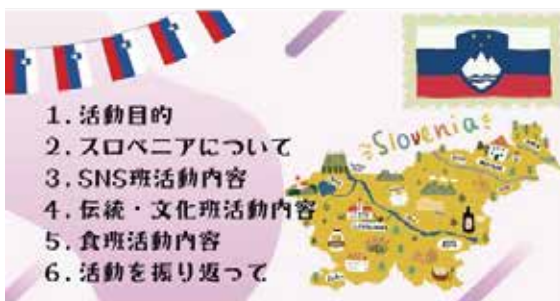 1. 活動目的
2. スロベニアについて
3. SNS班活動内容
4. 伝統・文化班活動内容
5. 食班活動内容
6. 活動を振り返って
Slovenia